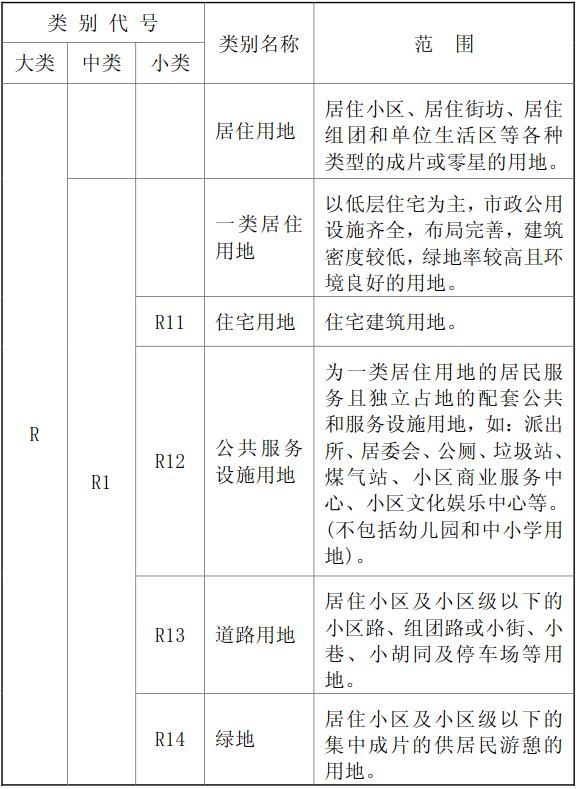 类别代号
类别名称
范围
大类
中类
小类
居住用地
居住小区、居住街坊、居住
组团和单位生活区等各种
类型的成片或零星的用地。
一类居住
用地
以低层住宅为主，市政公用
设施齐全，布局完善，建筑
密度较低，绿地率较高且环
境良好的用地。
R11
住宅用地
住宅建筑用地。
R
R1
R12
公共服务
设施用地
为一类居住用地的居民服
务且独立占地的配套公共
和服务设施用地，如：派出
所、居委会、公厕、垃圾站、
煤气站、小区商业服务中
心、小区文化娱乐中心等。
(不包括幼儿园和中小学用
地)。
R13
道路用地
居住小区及小区级以下的
小区路、组团路或小街、小
巷、小胡同及停车场等用
地。
R14
绿地
居住小区及小区级以下的
集中成片的供居民游憩的
用地。